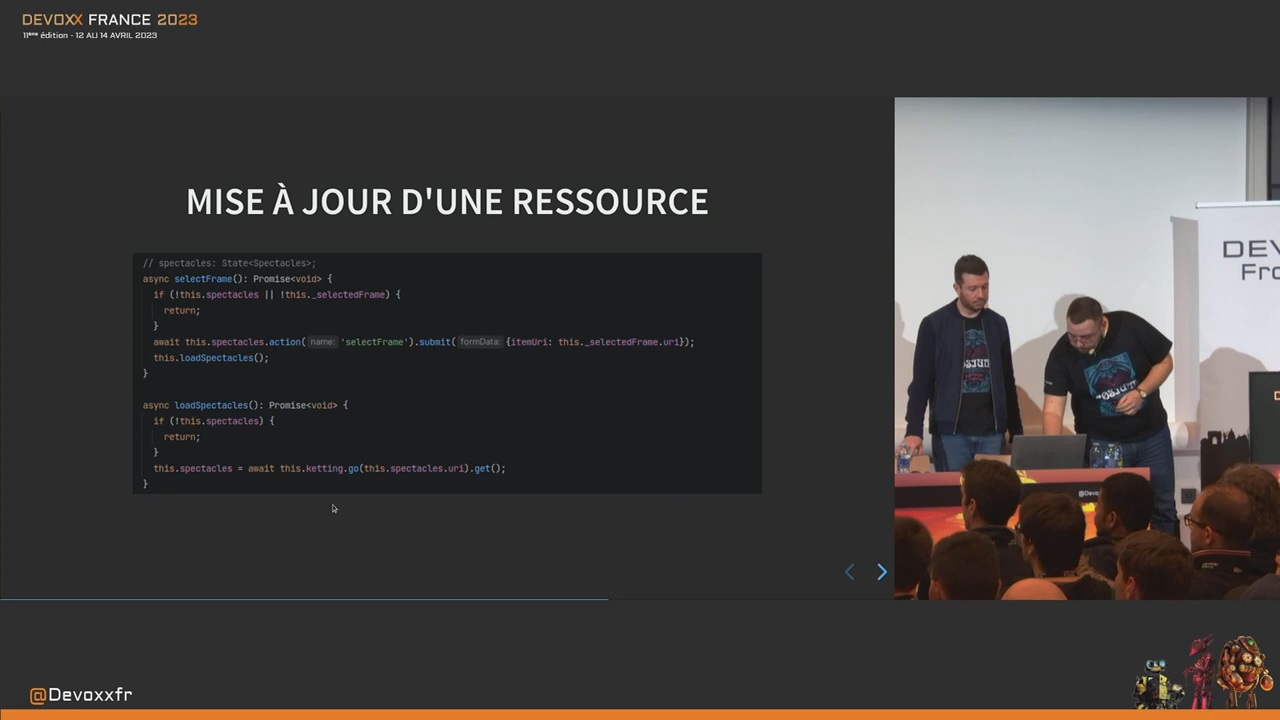 DEVOXX FRANCE 2023
11ème édition - 12 AU 14 AVRIL 2023
MISE À JOUR D'UNE RESSOURCE
// spectacles: State<Spectacles>;
async selectFrame(): Promise<void> {
if (!this.spectacles || !this._selectedFrame) {
return;
}
await this.spectacles.action( name: 'selectFrame').submit( formData: {itemUri: this._selectedFrame.uri});
this.loadSpectacles();
}
async loadSpectacles(): Promise<void> {
if (!this.spectacles) {
return;
}
this.spectacles = await this.ketting.go(this.spectacles.uri).get();
}
DEV
Fra
@Devo
@Devoxxfr